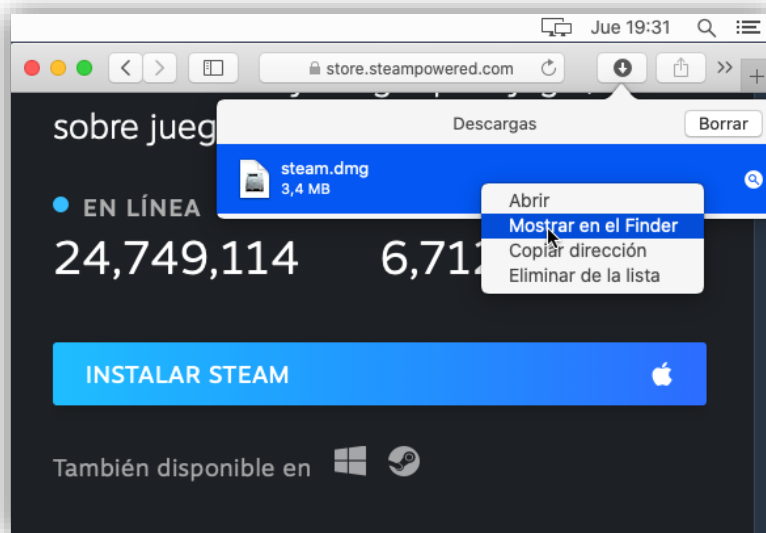 Jue 19:31
store.steampowered.com
Descargas
Borrar
sobre jueg
steam.dmg
3,4 MB
Abrir
Mostrar en el Finder
Copiar dirección
Eliminar de la lista
EN LÍNEA
24,749,114
6,712
INSTALAR STEAM
También disponible en